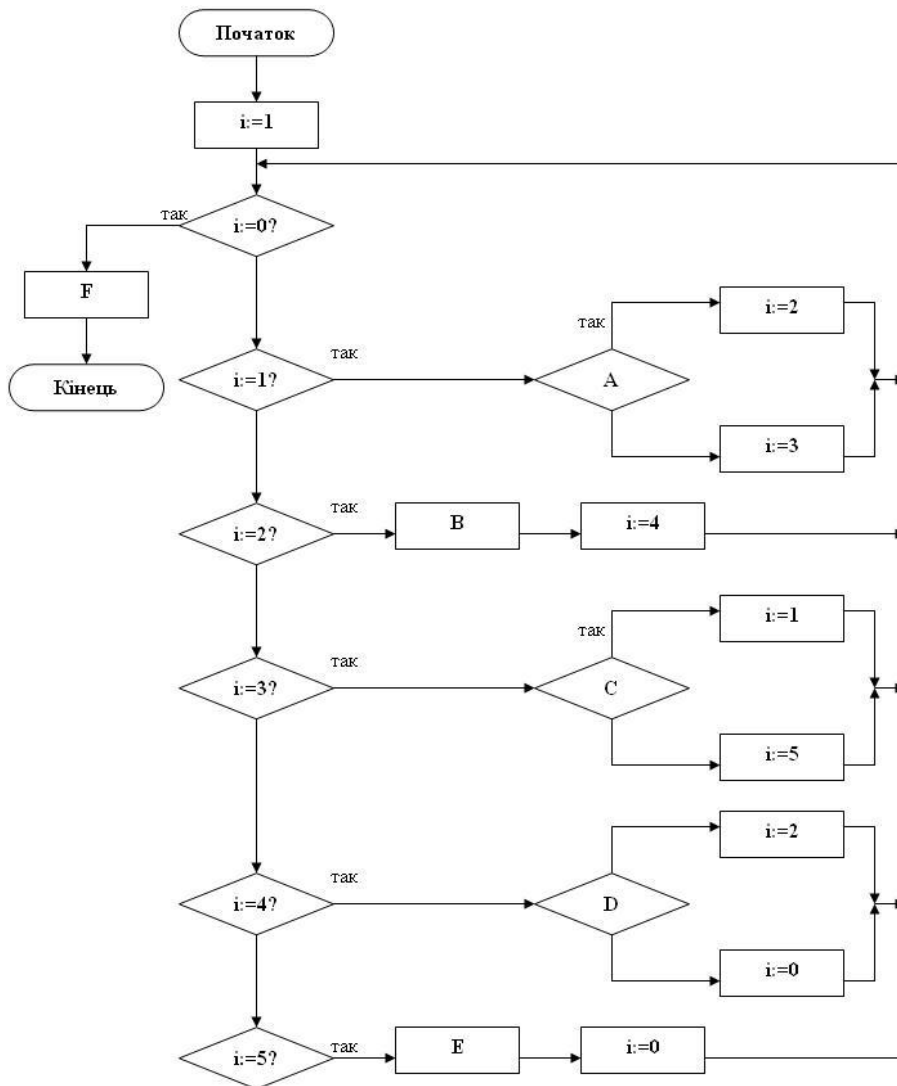 Початок
i:=1
так
i:=0?
F
Кінець
i:=1?
так
A
так
i:=2
i:=3
i:=2?
так
B
i:=4
i:=3?
так
C
так
i:=1
i:=5
i:=4?
так
D
i:=2
i:=0
i:=5?
так
E
i:=0